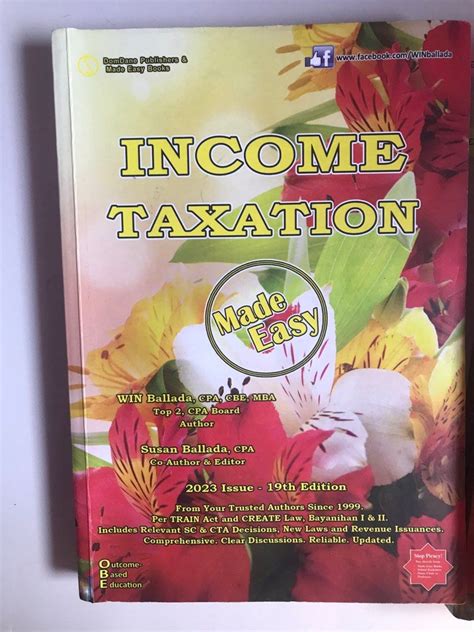 DomDane Publishers &
Made Easy Books
www.facebook.com/WINballada
INCOME
TAXATION
Made
Easy
WIN Ballada, CPA, CBE, MBA
Top 2, CPA Board
Author
Susan Ballada, CPA
Co-Author & Editor
2023 Issue - 19th Edition
From Your Trusted Authors Since 1999.
Per TRAIN Act and CREATE Law, Bayanihan I & II.
Includes Relevant SC & CTA Decisions, New Laws and Revenue Issuances.
Comprehensive. Clear Discussions. Reliable. Updated.
Outcome-
Based
Education
Stop Piracy!